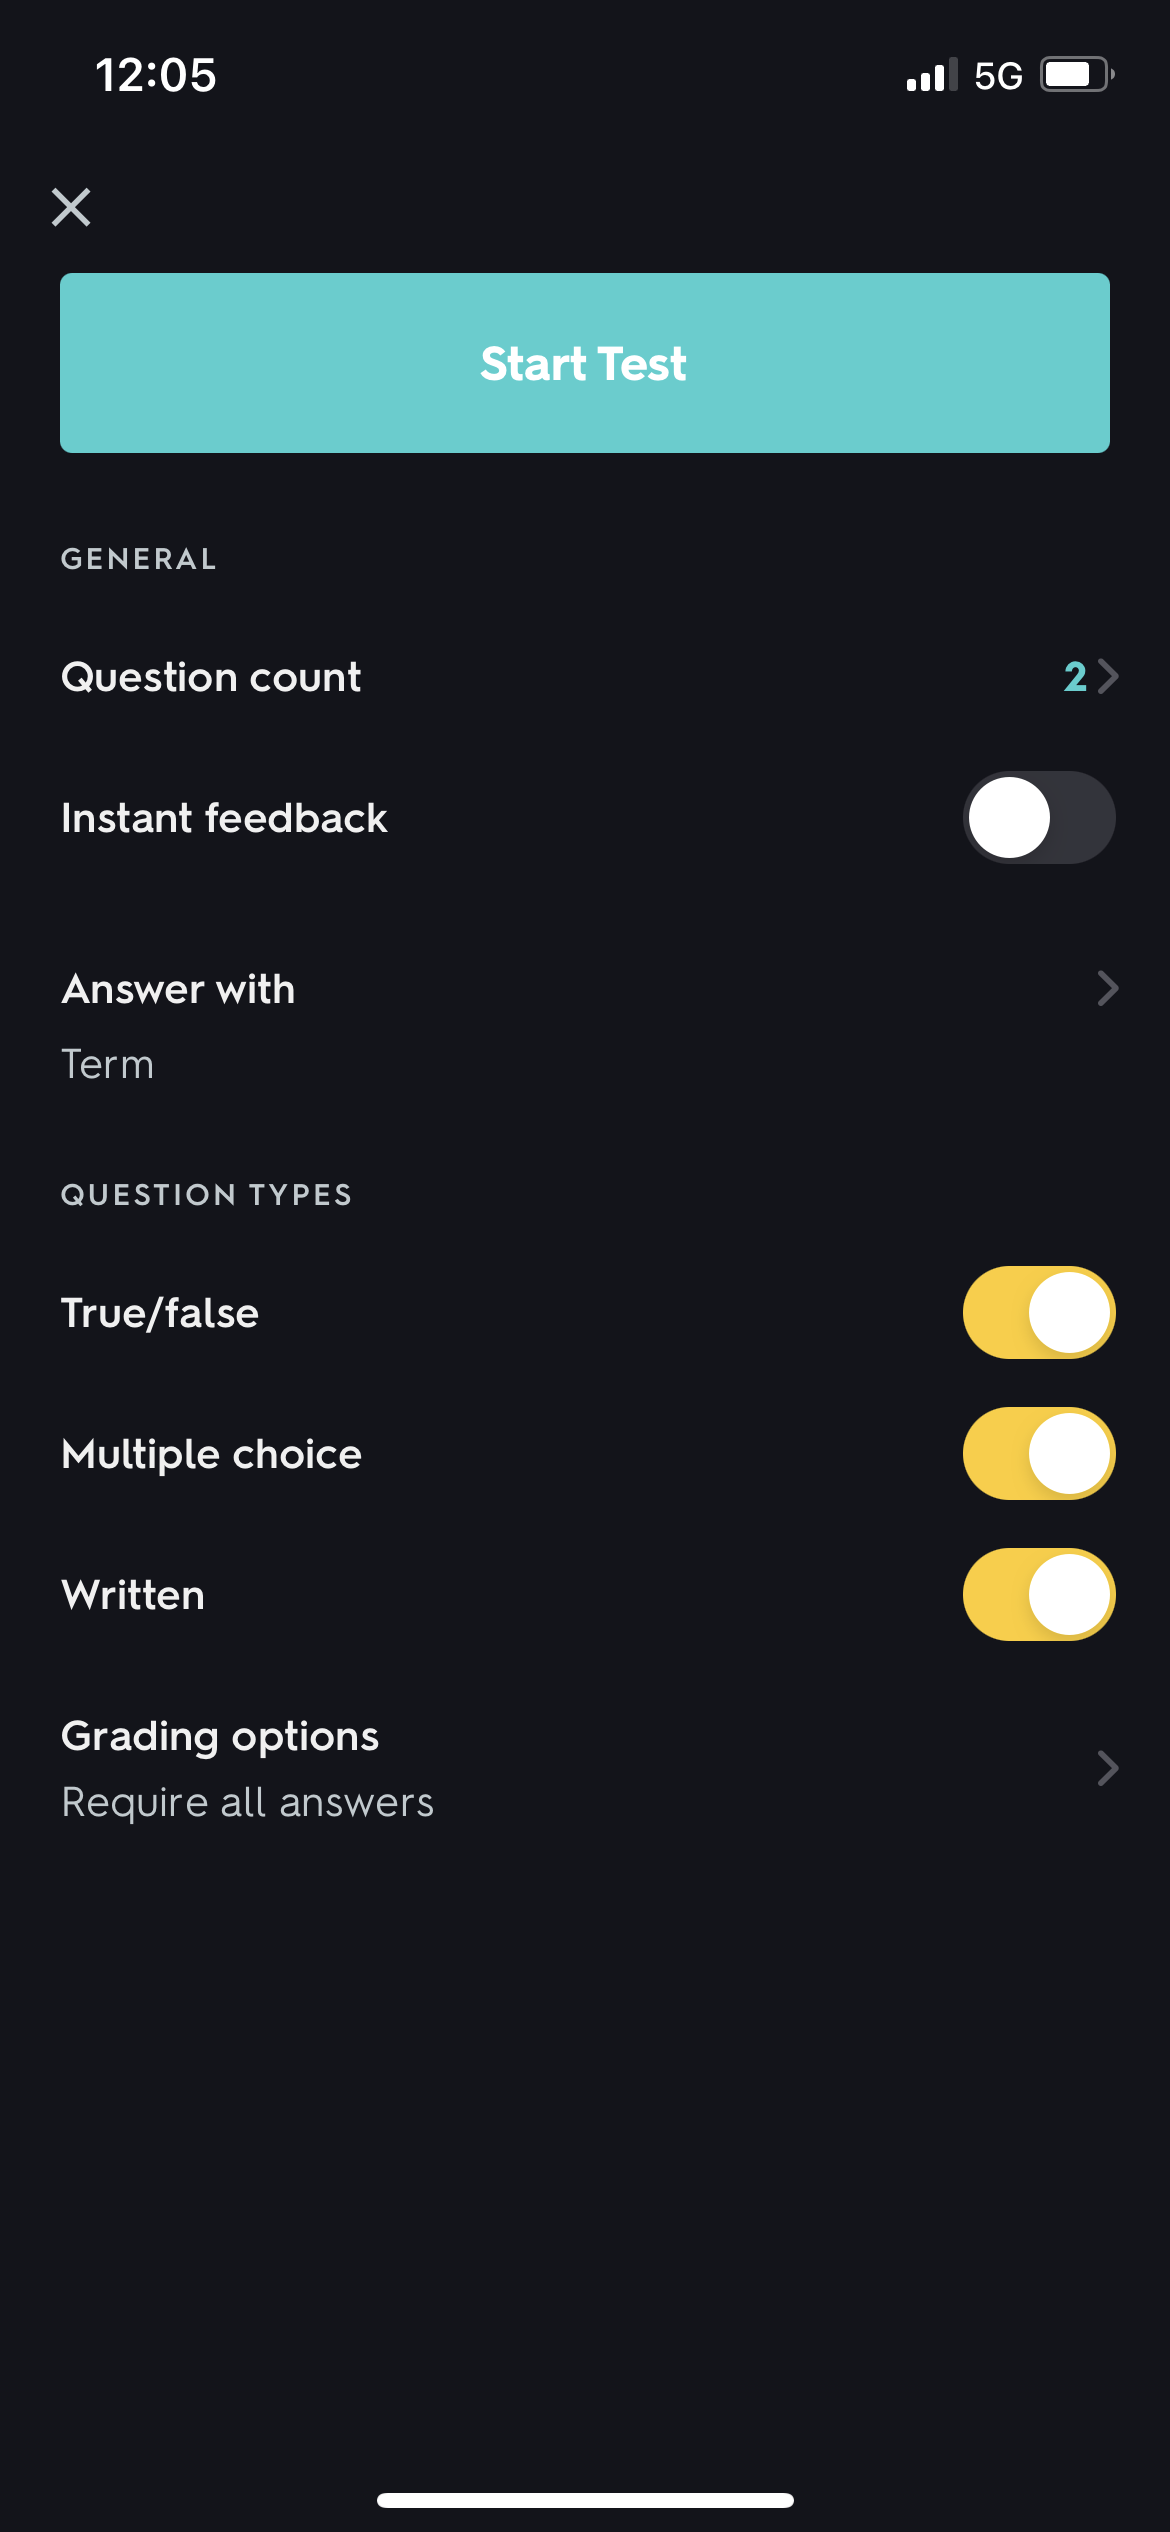 12:05
5G
Start Test
GENERAL
Question count
2
Instant feedback
Answer with
Term
QUESTION TYPES
True/false
Multiple choice
Written
Grading options
Require all answers